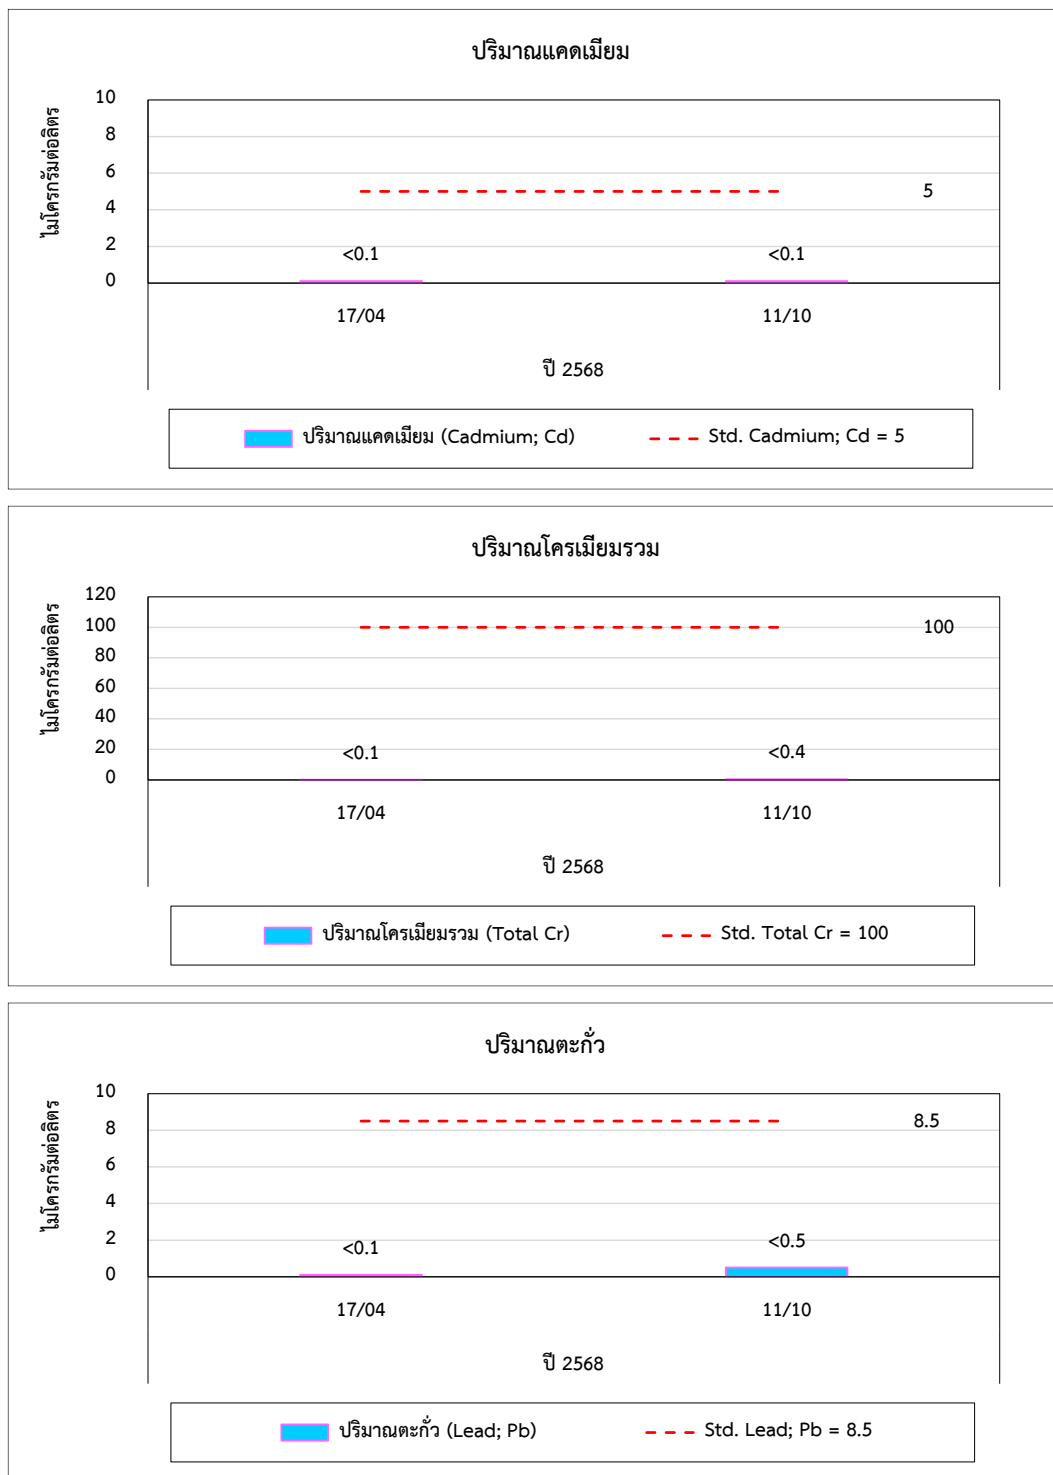 ปริมาณแคดเมียม
ไมโครกรัมต่อลิตร
10
8
6
4
2
0
5
<0.1 <0.1
17/04 11/10
ปี 2568
ปริมาณแคดเมียม (Cadmium; Cd) Std. Cadmium; Cd = 5
ปริมาณโครเมียมรวม
ไมโครกรัมต่อลิตร
120
100
80
60
40
20
0
100
<0.1 <0.4
17/04 11/10
ปี 2568
ปริมาณโครเมียมรวม (Total Cr) Std. Total Cr = 100
ปริมาณตะกั่ว
ไมโครกรัมต่อลิตร
10
8
6
4
2
0
8.5
<0.1 <0.5
17/04 11/10
ปี 2568
ปริมาณตะกั่ว (Lead; Pb) Std. Lead; Pb = 8.5